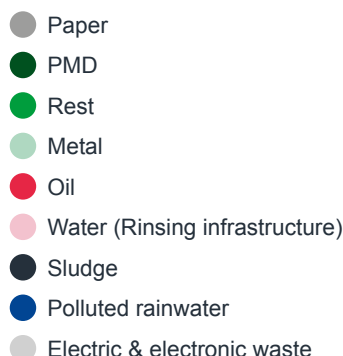 Paper
PMD
Rest
Metal
Oil
Water (Rinsing infrastructure)
Sludge
Polluted rainwater
Electric & electronic waste